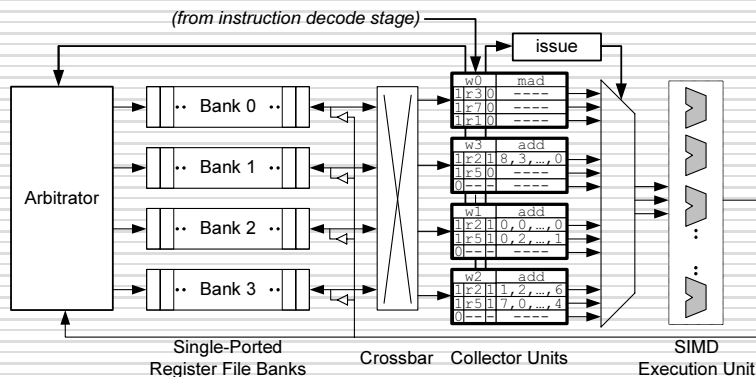 (from instruction decode stage)
issue
w0 mad
1 r3 0 ----
1 r7 0 ----
1 r1 0 ----
Bank 0
w3 add
1 r2 1 8,3,…,0
1 r5 0 ----
0 -- - ----
Bank 1
Arbitrator
w1 add
1 r2 1 0,0,…,0
1 r5 1 0,2,…,1
0 -- - ----
Bank 2
w2 add
1 r2 1 1,2,…,6
1 r5 1 7,0,…,4
0 -- - ----
Bank 3
Single-Ported
Register File Banks
Crossbar
Collector Units
SIMD
Execution Unit